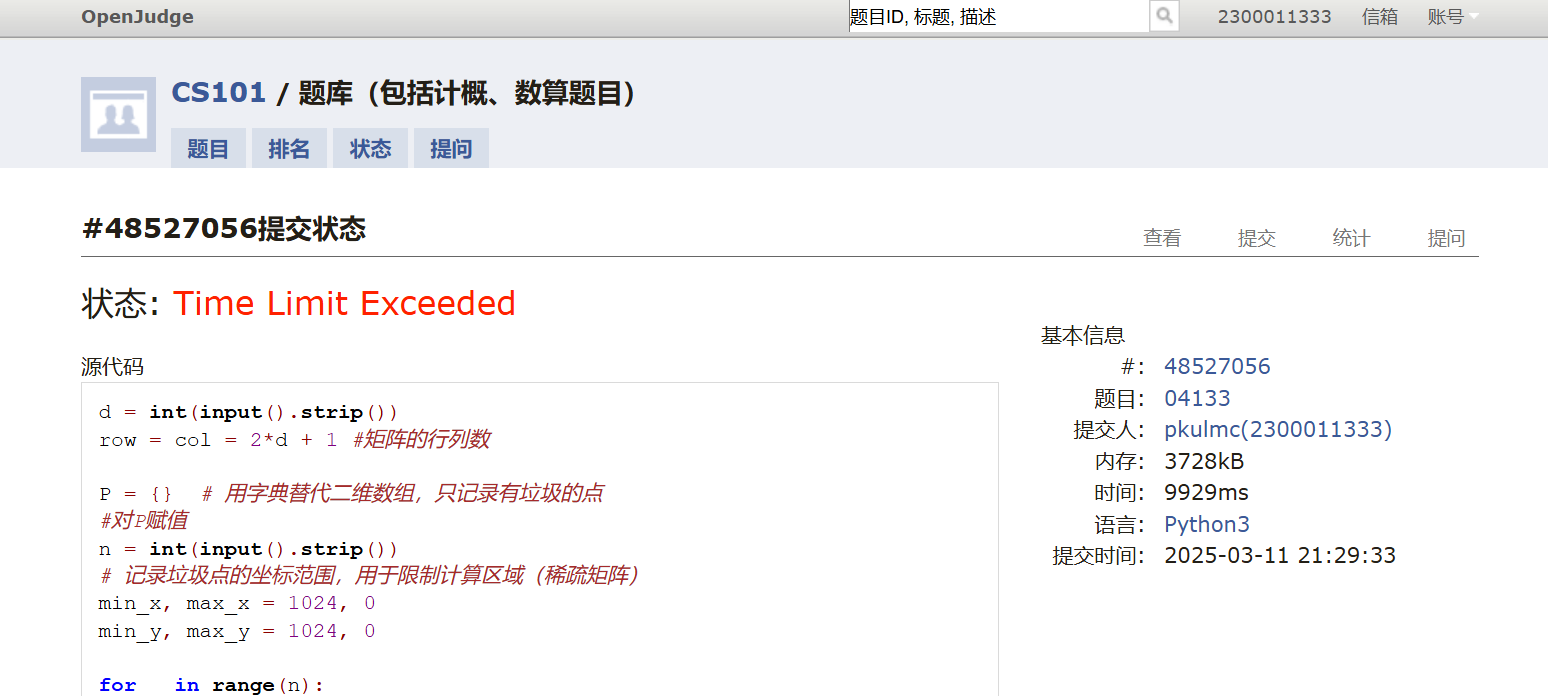 OpenJudge
题目ID, 标题, 描述
2300011333 信箱 账号
CS101 / 题库（包括计概、数算题目）
题目 排名 状态 提问
#48527056提交状态
查看 提交 统计 提问
状态: Time Limit Exceeded
源代码
d = int(input().strip())
row = col = 2*d + 1 #矩阵的行列数
P = {} # 用字典替代二维数组，只记录有垃圾的点
#对P赋值
n = int(input().strip())
# 记录垃圾点的坐标范围，用于限制计算区域（稀疏矩阵）
min_x, max_x = 1024, 0
min_y, max_y = 1024, 0
for in range(n):
基本信息
#: 48527056
题目: 04133
提交人: pkulmc(2300011333)
内存: 3728kB
时间: 9929ms
语言: Python3
提交时间: 2025-03-11 21:29:33